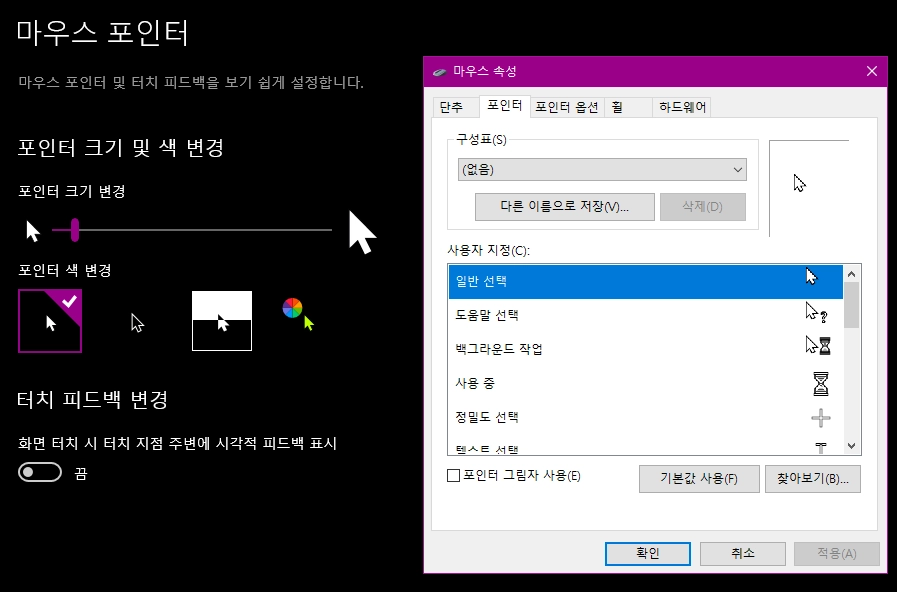 마우스 포인터
마우스 포인터 및 터치 피드백을 보기 쉽게 설정합니다.
포인터 크기 및 색 변경
포인터 크기 변경
포인터 색 변경
터치 피드백 변경
화면 터치 시 터치 지점 주변에 시각적 피드백 표시
끔
마우스 속성
단추 포인터 포인터 옵션 휠 하드웨어
구성표(S)
(없음)
다른 이름으로 저장(V)... 삭제(D)
사용자 지정(C):
일반 선택
도움말 선택
백그라운드 작업
사용 중
정밀도 선택
텍스트 선택
포인터 그림자 사용(E)
기본값 사용(F) 찾아보기(B)...
확인 취소 적용(A)